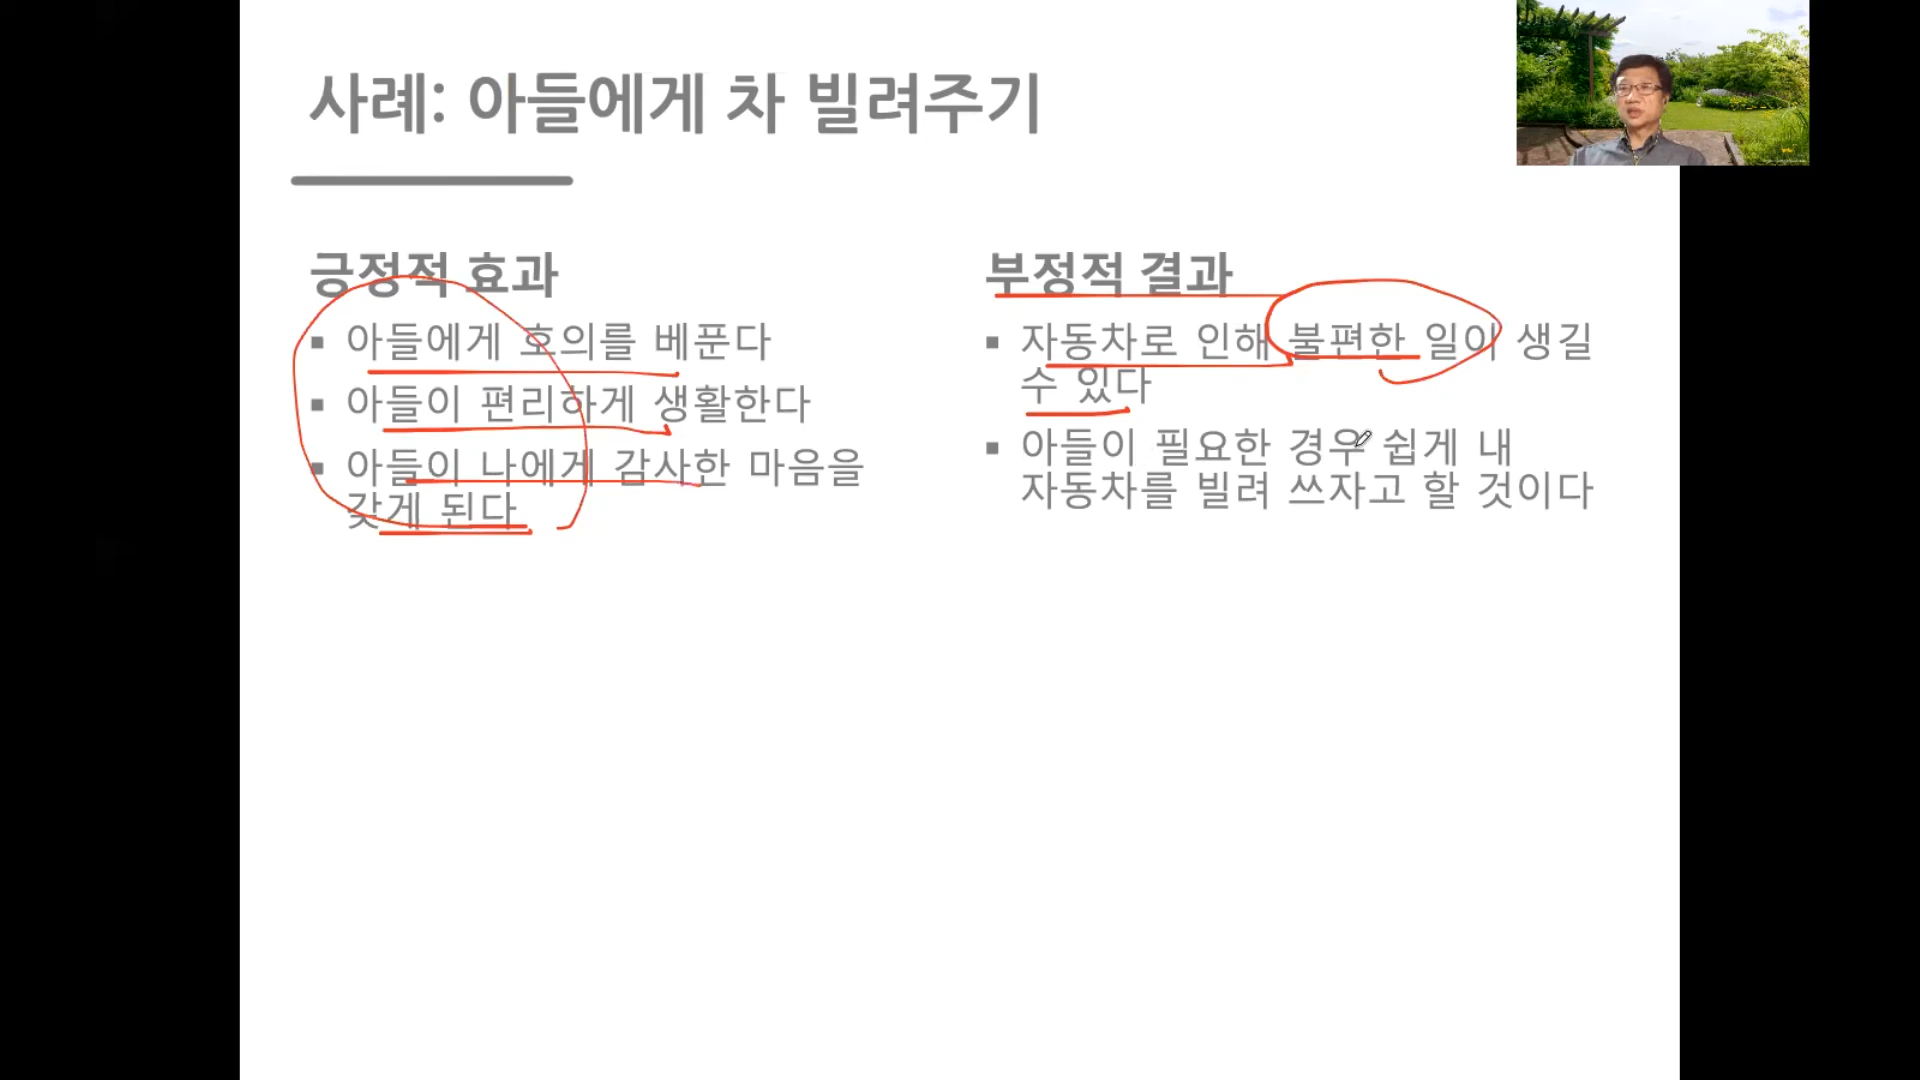 사례: 아들에게 차 빌려주기
긍정적 효과
▪ 아들에게 호의를 베푼다
▪ 아들이 편리하게 생활한다
▪ 아들이 나에게 감사한 마음을
갖게 된다
부정적 결과
▪ 자동차로 인해 불편한 일이 생길
수 있다
▪ 아들이 필요한 경우 쉽게 내
자동차를 빌려 쓰자고 할 것이다